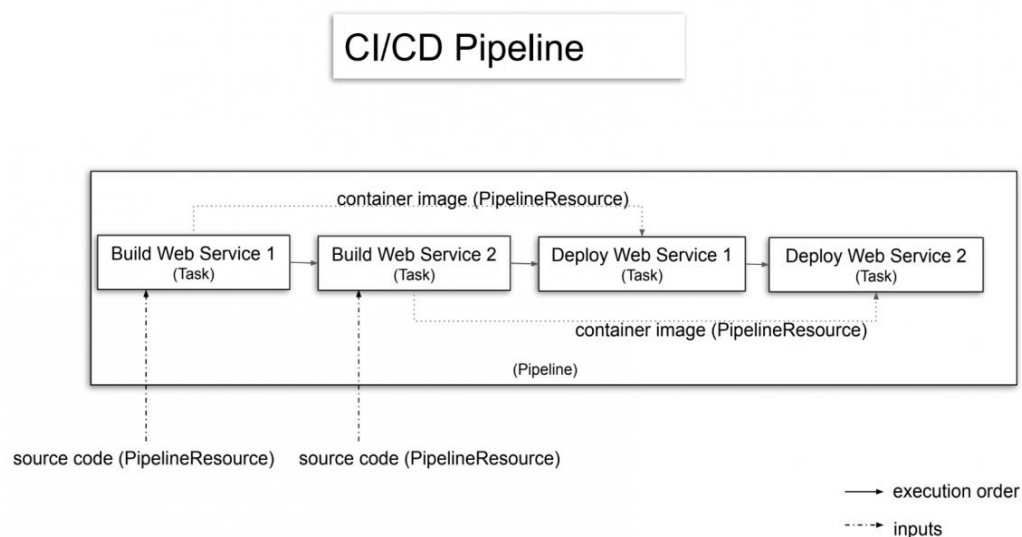 CI/CD Pipeline
container image (PipelineResource)
Build Web Service 1
(Task)
Build Web Service 2
(Task)
Deploy Web Service 1
(Task)
Deploy Web Service 2
(Task)
container image (PipelineResource)
(Pipeline)
source code (PipelineResource)
source code (PipelineResource)
execution order
inputs